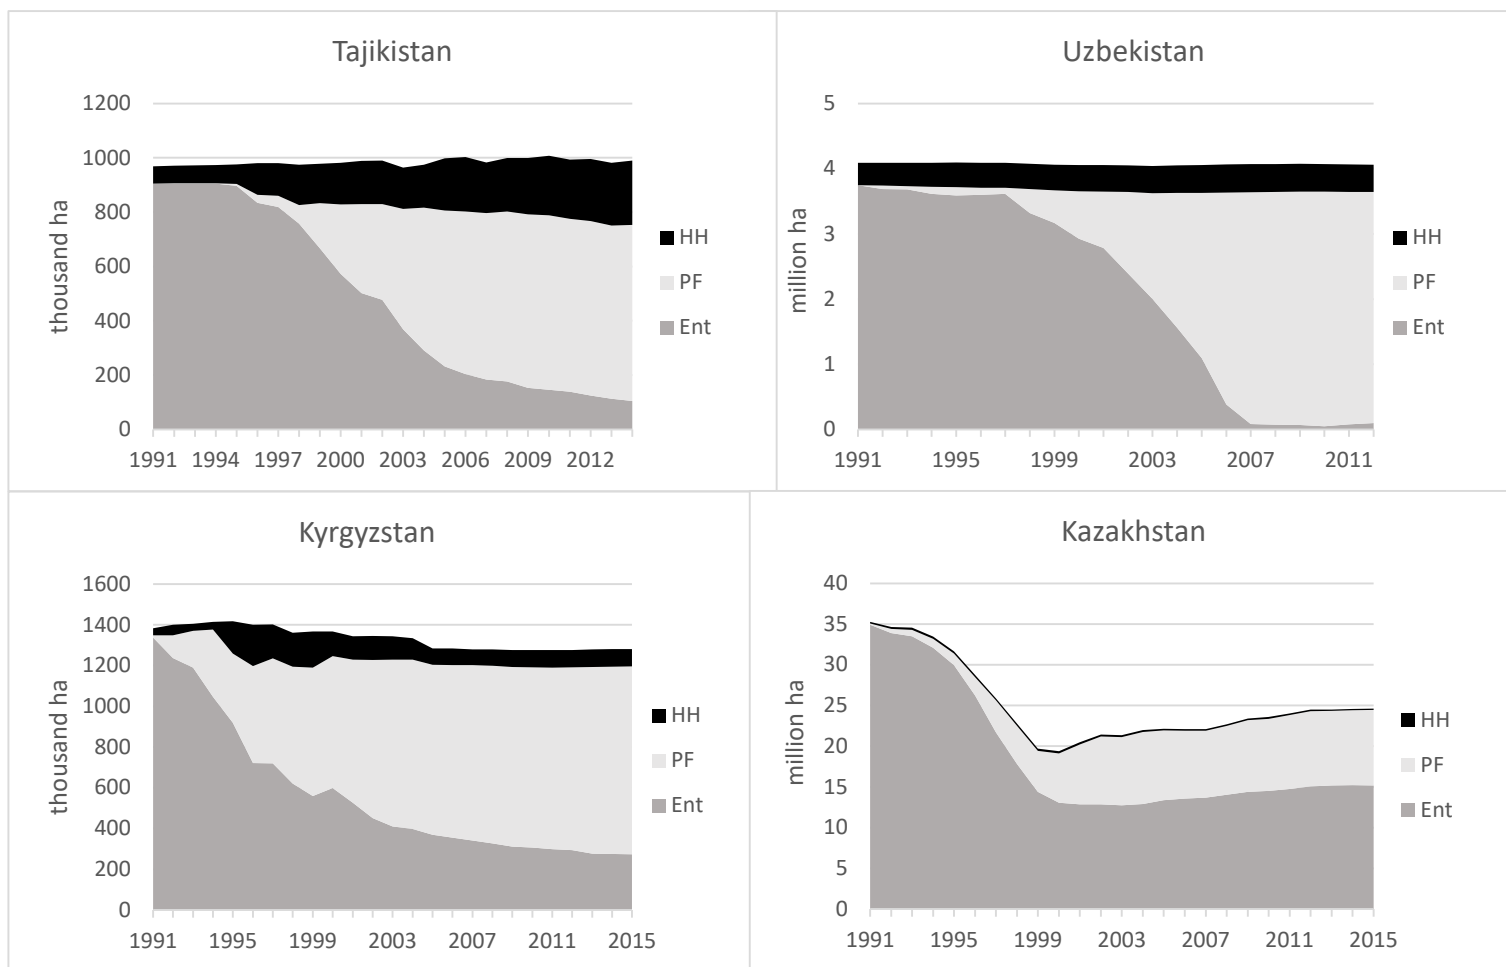 Tajikistan
1200
1000
800
600
400
200
0
thousand ha
1991 1994 1997 2000 2003 2006 2009 2012
HH
PF
Ent
Uzbekistan
5
4
3
2
1
0
million ha
1991 1995 1999 2003 2007 2011
HH
PF
Ent
Kyrgyzstan
1600
1400
1200
1000
800
600
400
200
0
thousand ha
1991 1995 1999 2003 2007 2011 2015
HH
PF
Ent
Kazakhstan
40
35
30
25
20
15
10
5
0
million ha
1991 1995 1999 2003 2007 2011 2015
HH
PF
Ent